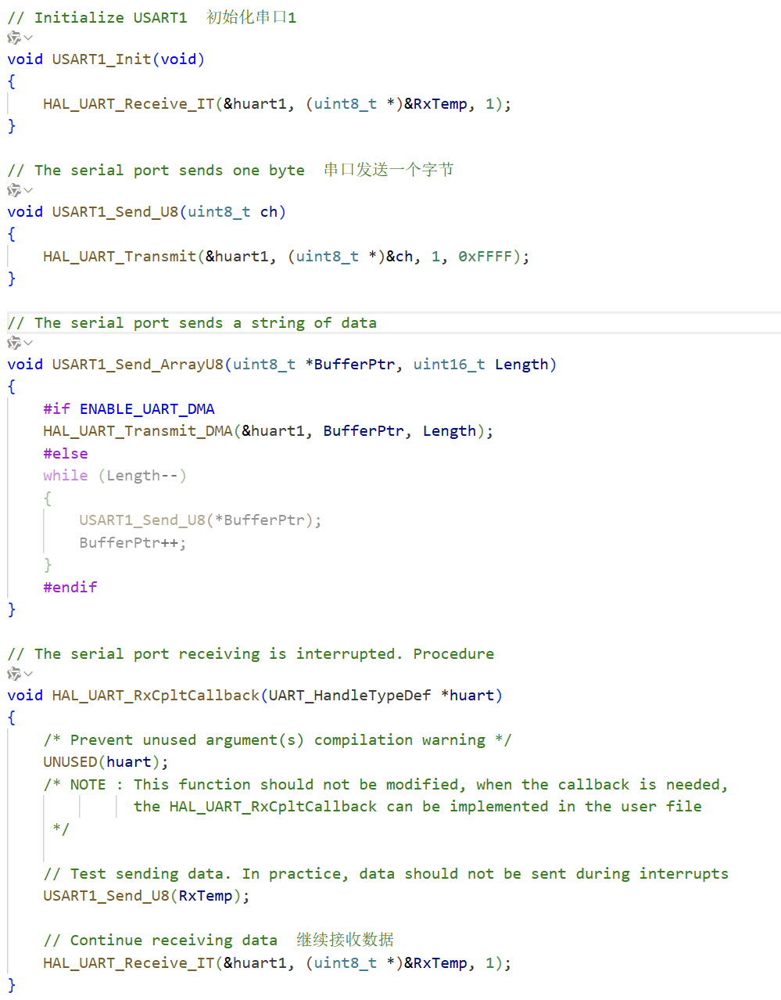 // Initialize USART1  初始化串口1
void USART1_Init(void)
{
    HAL_UART_Receive_IT(&huart1, (uint8_t *)&RxTemp, 1);
}

// The serial port sends one byte  串口发送一个字节
void USART1_Send_U8(uint8_t ch)
{
    HAL_UART_Transmit(&huart1, (uint8_t *)&ch, 1, 0xFFFF);
}

// The serial port sends a string of data
void USART1_Send_ArrayU8(uint8_t *BufferPtr, uint16_t Length)
{
    #if ENABLE_UART_DMA
    HAL_UART_Transmit_DMA(&huart1, BufferPtr, Length);
    #else
    while (Length--)
    {
        USART1_Send_U8(*BufferPtr);
        BufferPtr++;
    }
    #endif
}

// The serial port receiving is interrupted. Procedure
void HAL_UART_RxCpltCallback(UART_HandleTypeDef *huart)
{
    /* Prevent unused argument(s) compilation warning */
    UNUSED(huart);
    /* NOTE : This function should not be modified, when the callback is needed,
              the HAL_UART_RxCpltCallback can be implemented in the user file
     */

    // Test sending data. In practice, data should not be sent during interrupts
    USART1_Send_U8(RxTemp);

    // Continue receiving data  继续接收数据
    HAL_UART_Receive_IT(&huart1, (uint8_t *)&RxTemp, 1);
}